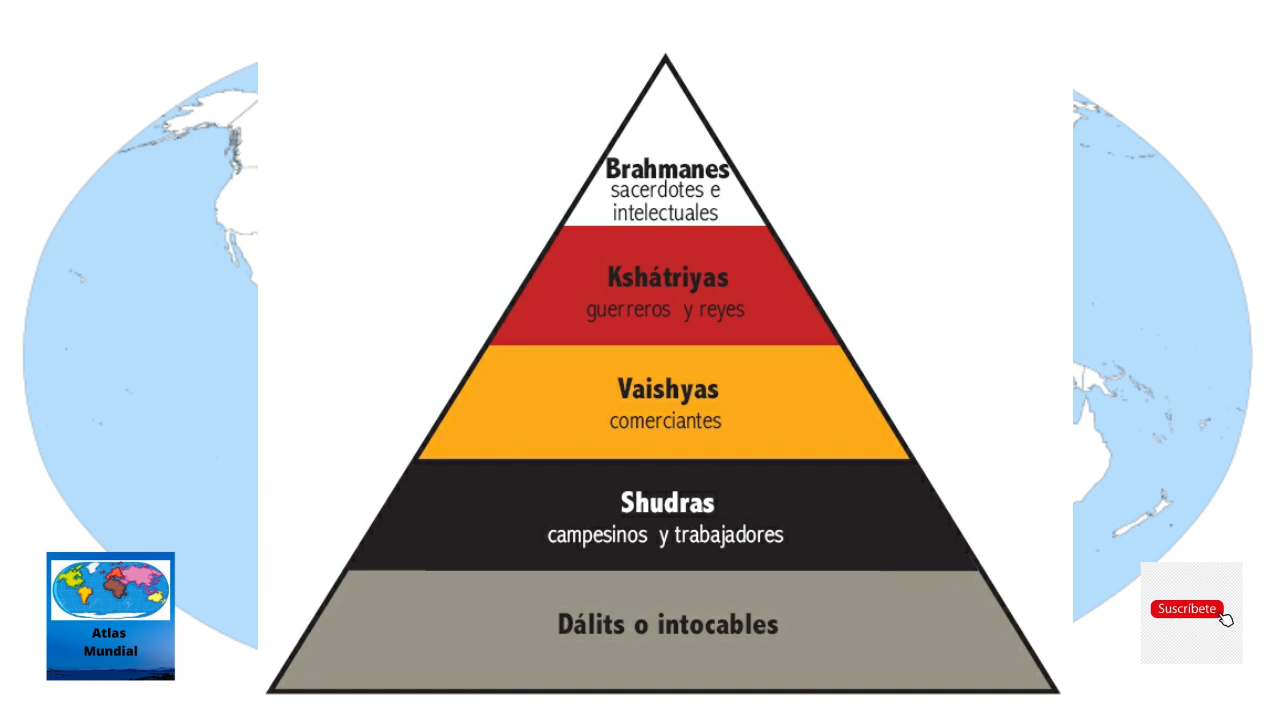 Brahmanes
sacerdotes e
intelectuales
Kshátriyas
guerreros y reyes
Vaishyas
comerciantes
Shudras
campesinos y trabajadores
Dálits o intocables
Atlas
Mundial
Suscríbete